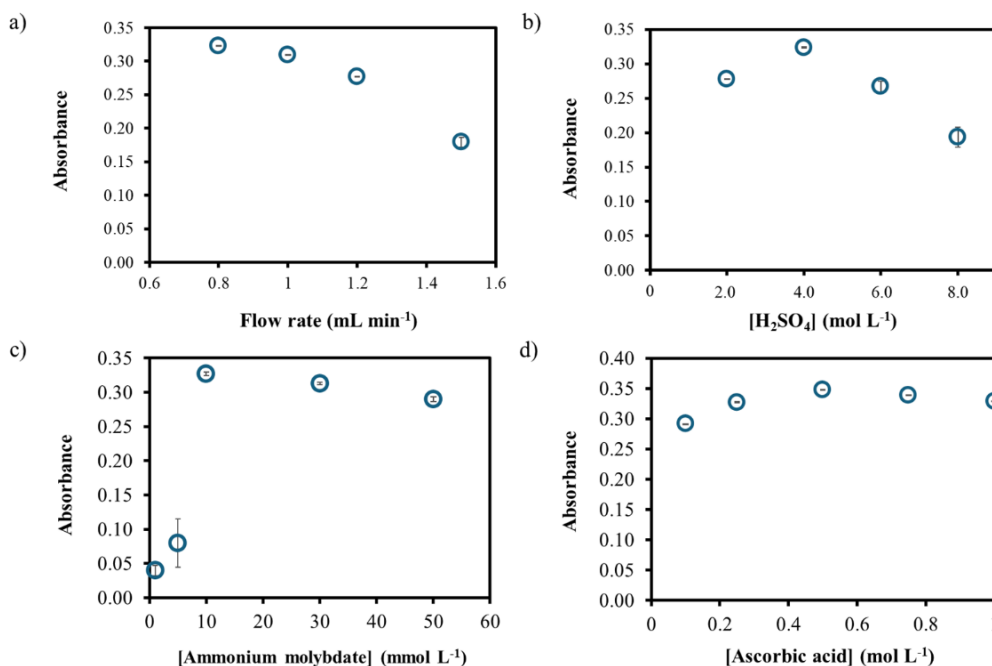 a)
0.35
0.30
0.25
0.20
0.15
0.10
0.05
0.00
Absorbance
0.6 0.8 1 1.2 1.4 1.6
Flow rate (mL min⁻¹)
b)
0.35
0.30
0.25
0.20
0.15
0.10
0.05
0.00
Absorbance
0 2.0 4.0 6.0 8.0
[H₂SO₄] (mol L⁻¹)
c)
0.35
0.30
0.25
0.20
0.15
0.10
0.05
0.00
Absorbance
0 10 20 30 40 50 60
[Ammonium molybdate] (mmol L⁻¹)
d)
0.40
0.35
0.30
0.25
0.20
0.15
0.10
0.05
0.00
Absorbance
0 0.2 0.4 0.6 0.8
[Ascorbic acid] (mol L⁻¹)